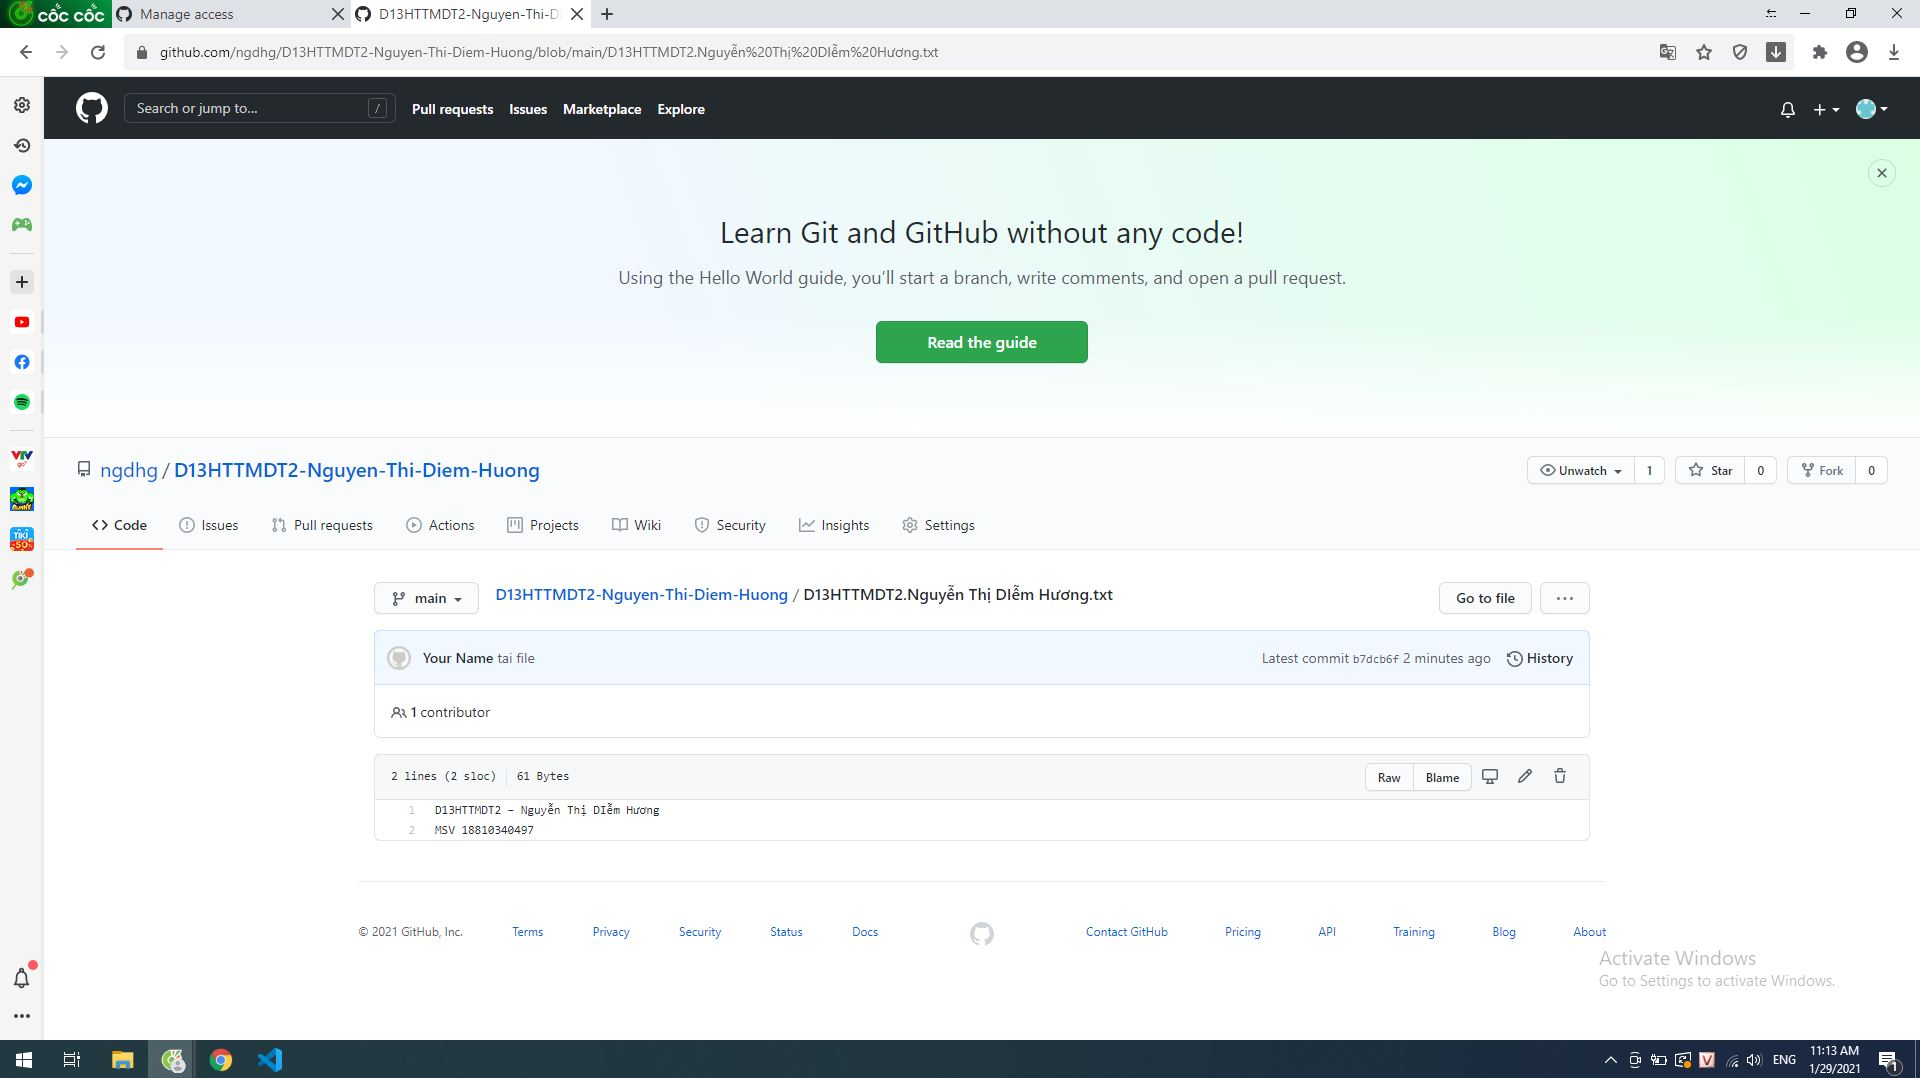 cốc cốc
Manage access
D13HTTMDT2-Nguyen-Thi-D
github.com/ngdhg/D13HTTMDT2-Nguyen-Thi-Diem-Huong/blob/main/D13HTTMDT2.Nguyễn%20Thị%20DIễm%20Hương.txt
Search or jump to... /
Pull requests Issues Marketplace Explore
Learn Git and GitHub without any code!
Using the Hello World guide, you’ll start a branch, write comments, and open a pull request.
Read the guide
ngdhg / D13HTTMDT2-Nguyen-Thi-Diem-Huong
Unwatch 1 Star 0 Fork 0
Code Issues Pull requests Actions Projects Wiki Security Insights Settings
main D13HTTMDT2-Nguyen-Thi-Diem-Huong / D13HTTMDT2.Nguyễn Thị DIễm Hương.txt Go to file
Your Name tai file Latest commit b7dcb6f 2 minutes ago History
1 contributor
2 lines (2 sloc) 61 Bytes Raw Blame
1 D13HTTMDT2 – Nguyễn Thị DIễm Hương
2 MSV 18810340497
© 2021 GitHub, Inc. Terms Privacy Security Status Docs Contact GitHub Pricing API Training Blog About
Activate Windows
Go to Settings to activate Windows.
VTV
go
TIKI
-50%
ENG
11:13 AM
1/29/2021
1